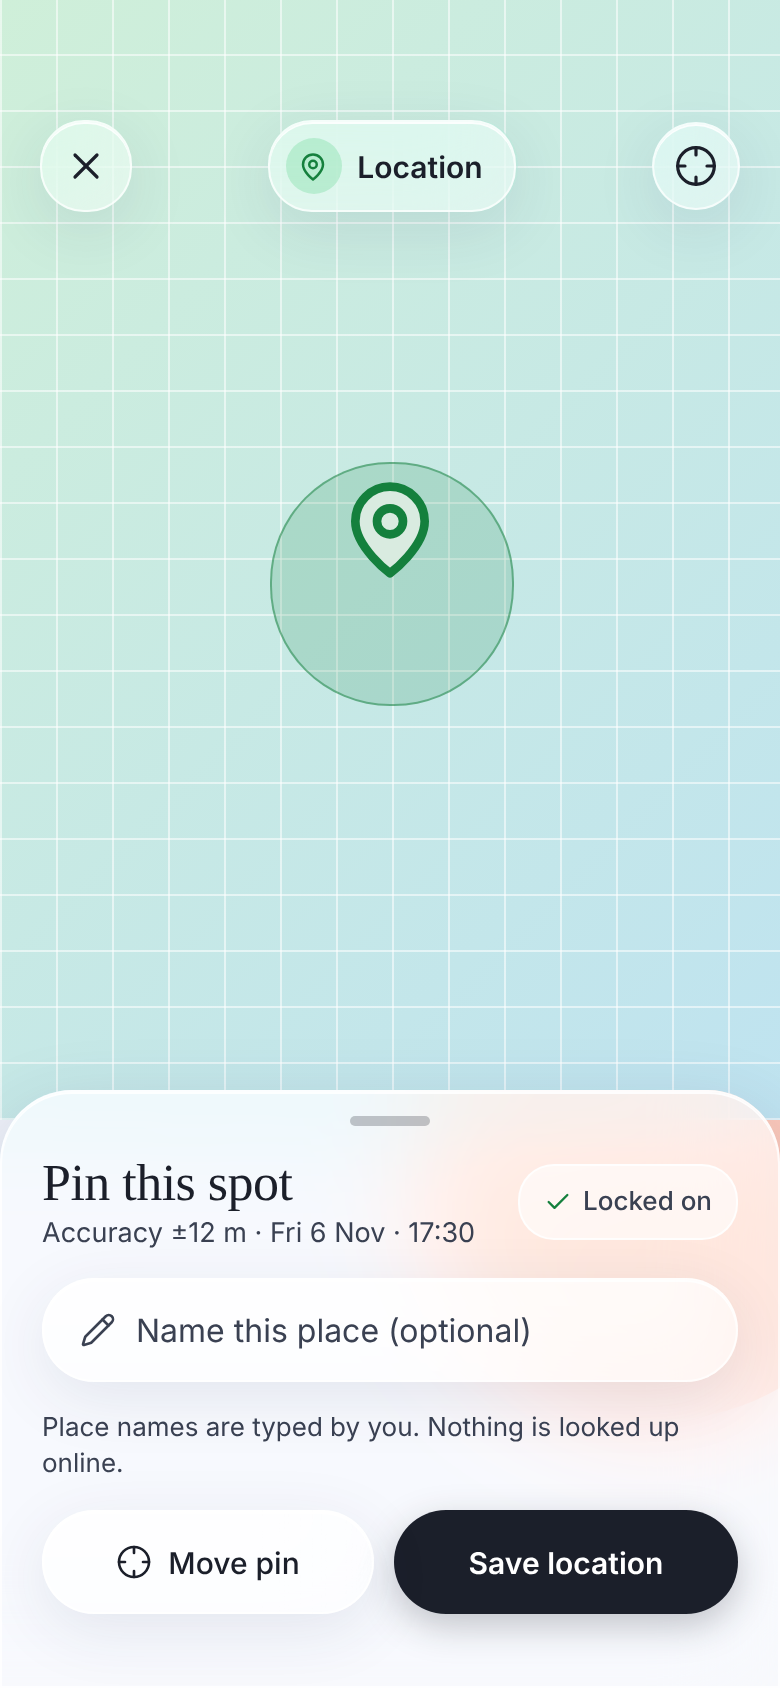 Location
Pin this spot
Locked on
Accuracy ±12 m · Fri 6 Nov · 17:30
Name this place (optional)
Place names are typed by you. Nothing is looked up
online.
Move pin
Save location